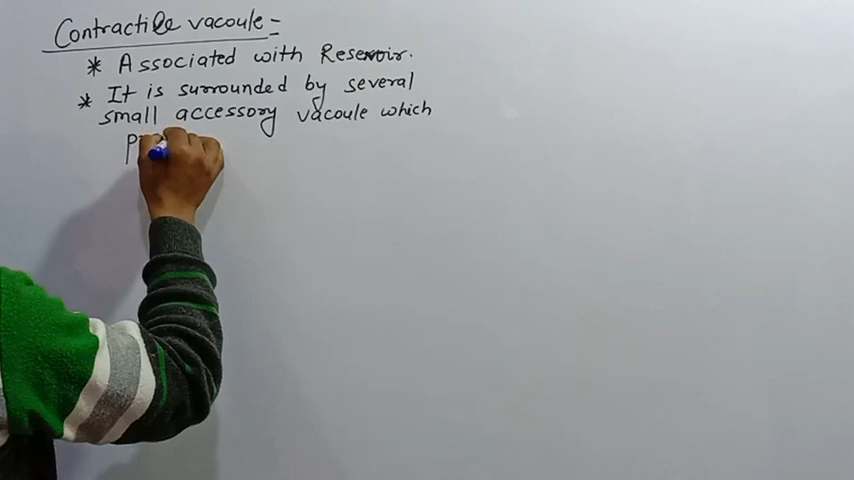 Contractile vacoule =
* Associated with Reservoir.
* It is surrounded by several
small accessory vacoule which